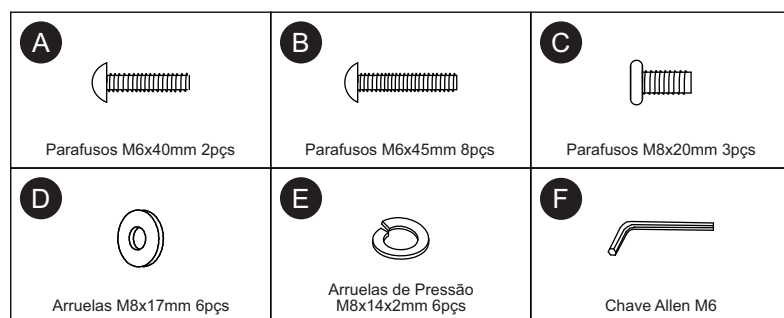 A
B
C
Parafusos M6x40mm 2pçs
Parafusos M6x45mm 8pçs
Parafusos M8x20mm 3pçs
D
E
F
Arruelas M8x17mm 6pçs
Arruelas de Pressão
M8x14x2mm 6pçs
Chave Allen M6